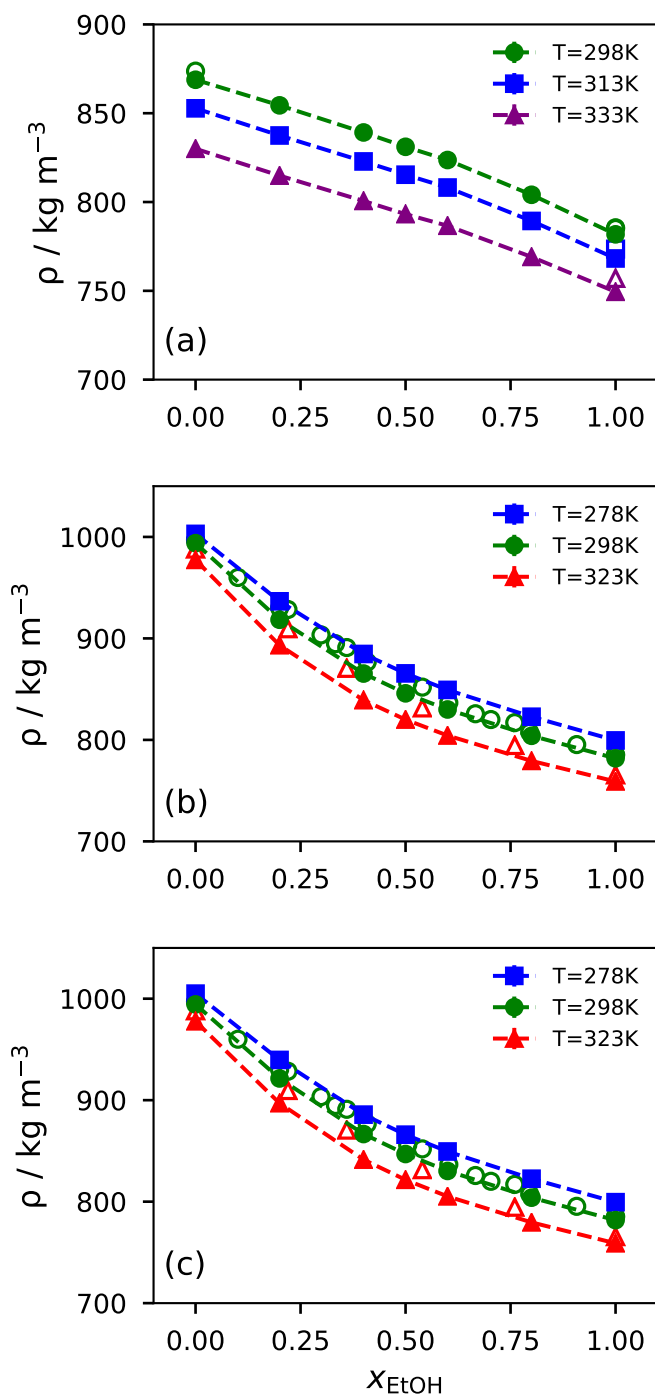 900
850
800
750
700
ρ / kg m⁻³
T=298K
T=313K
T=333K
(a)
0.00 0.25 0.50 0.75 1.00
1000
900
800
700
ρ / kg m⁻³
T=278K
T=298K
T=323K
(b)
0.00 0.25 0.50 0.75 1.00
1000
900
800
700
ρ / kg m⁻³
T=278K
T=298K
T=323K
(c)
0.00 0.25 0.50 0.75 1.00
x_EtOH